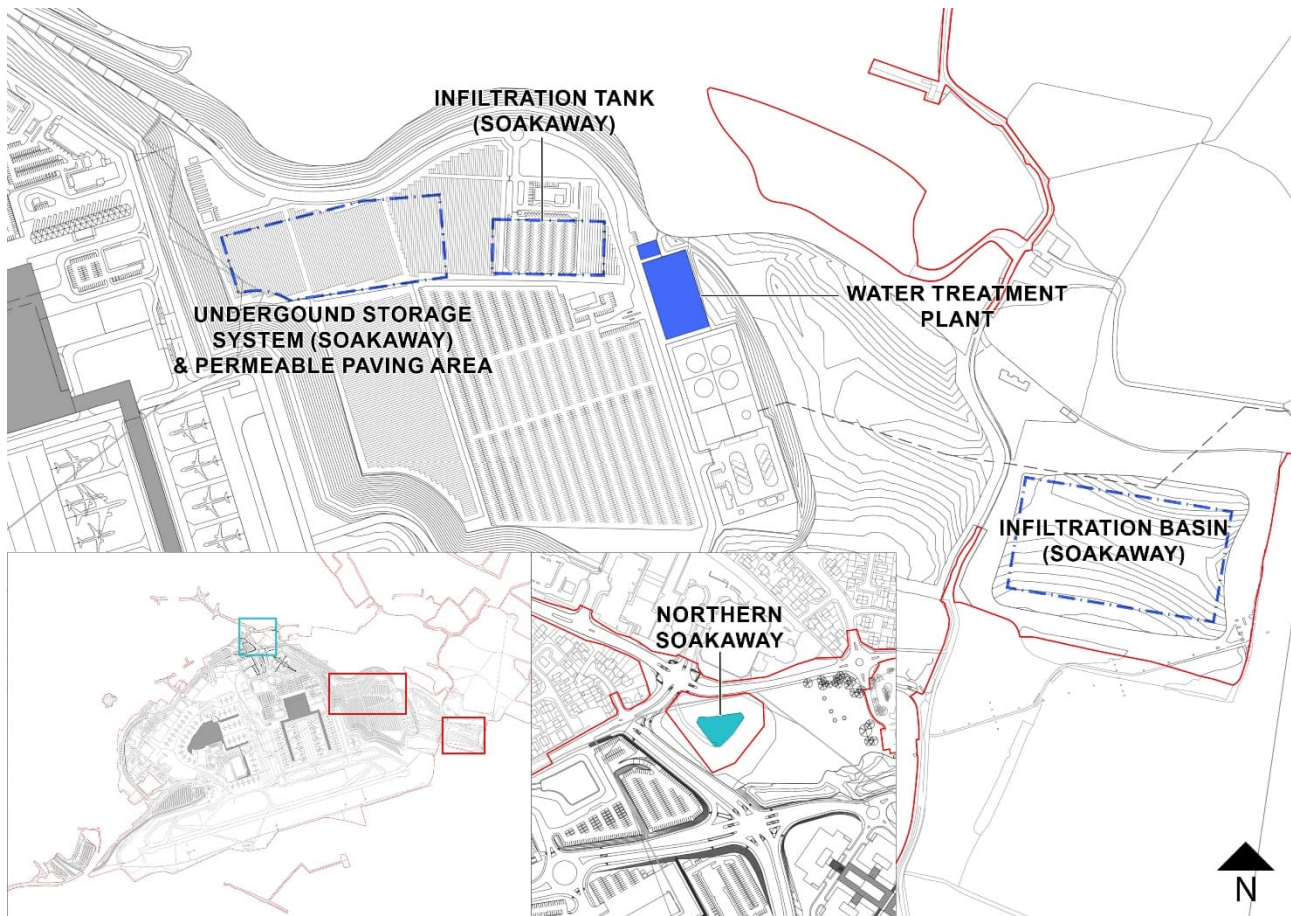 INFILTRATION TANK
(SOAKAWAY)
UNDERGOUND STORAGE
SYSTEM (SOAKAWAY)
& PERMEABLE PAVING AREA
WATER TREATMENT
PLANT
INFILTRATION BASIN
(SOAKAWAY)
NORTHERN
SOAKAWAY
N